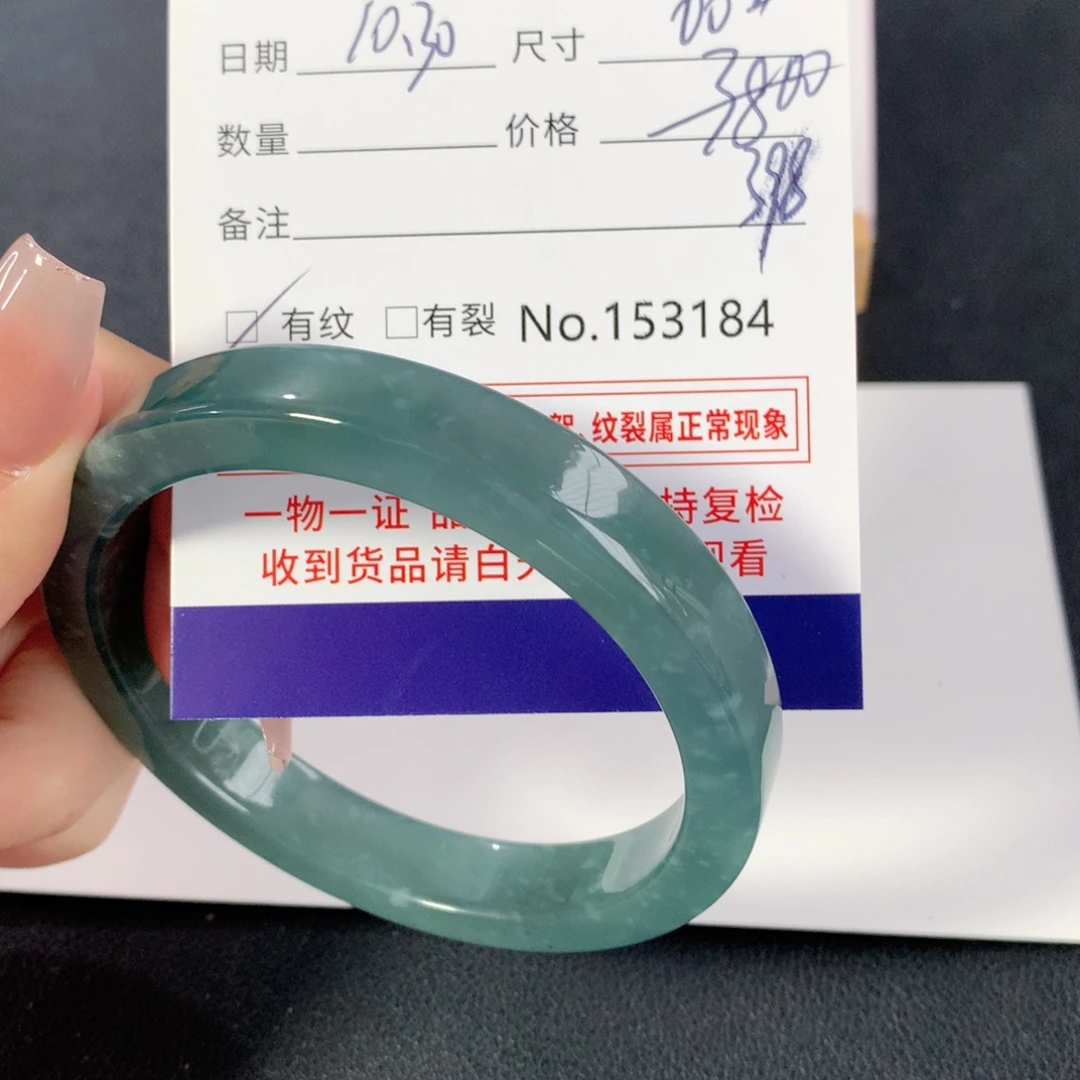 日期 10.30 尺寸
数量 价格 3800
398
备注
有纹 有裂 No.153184
纹裂属正常现象
一物一证 持复检
收到货品请白 看